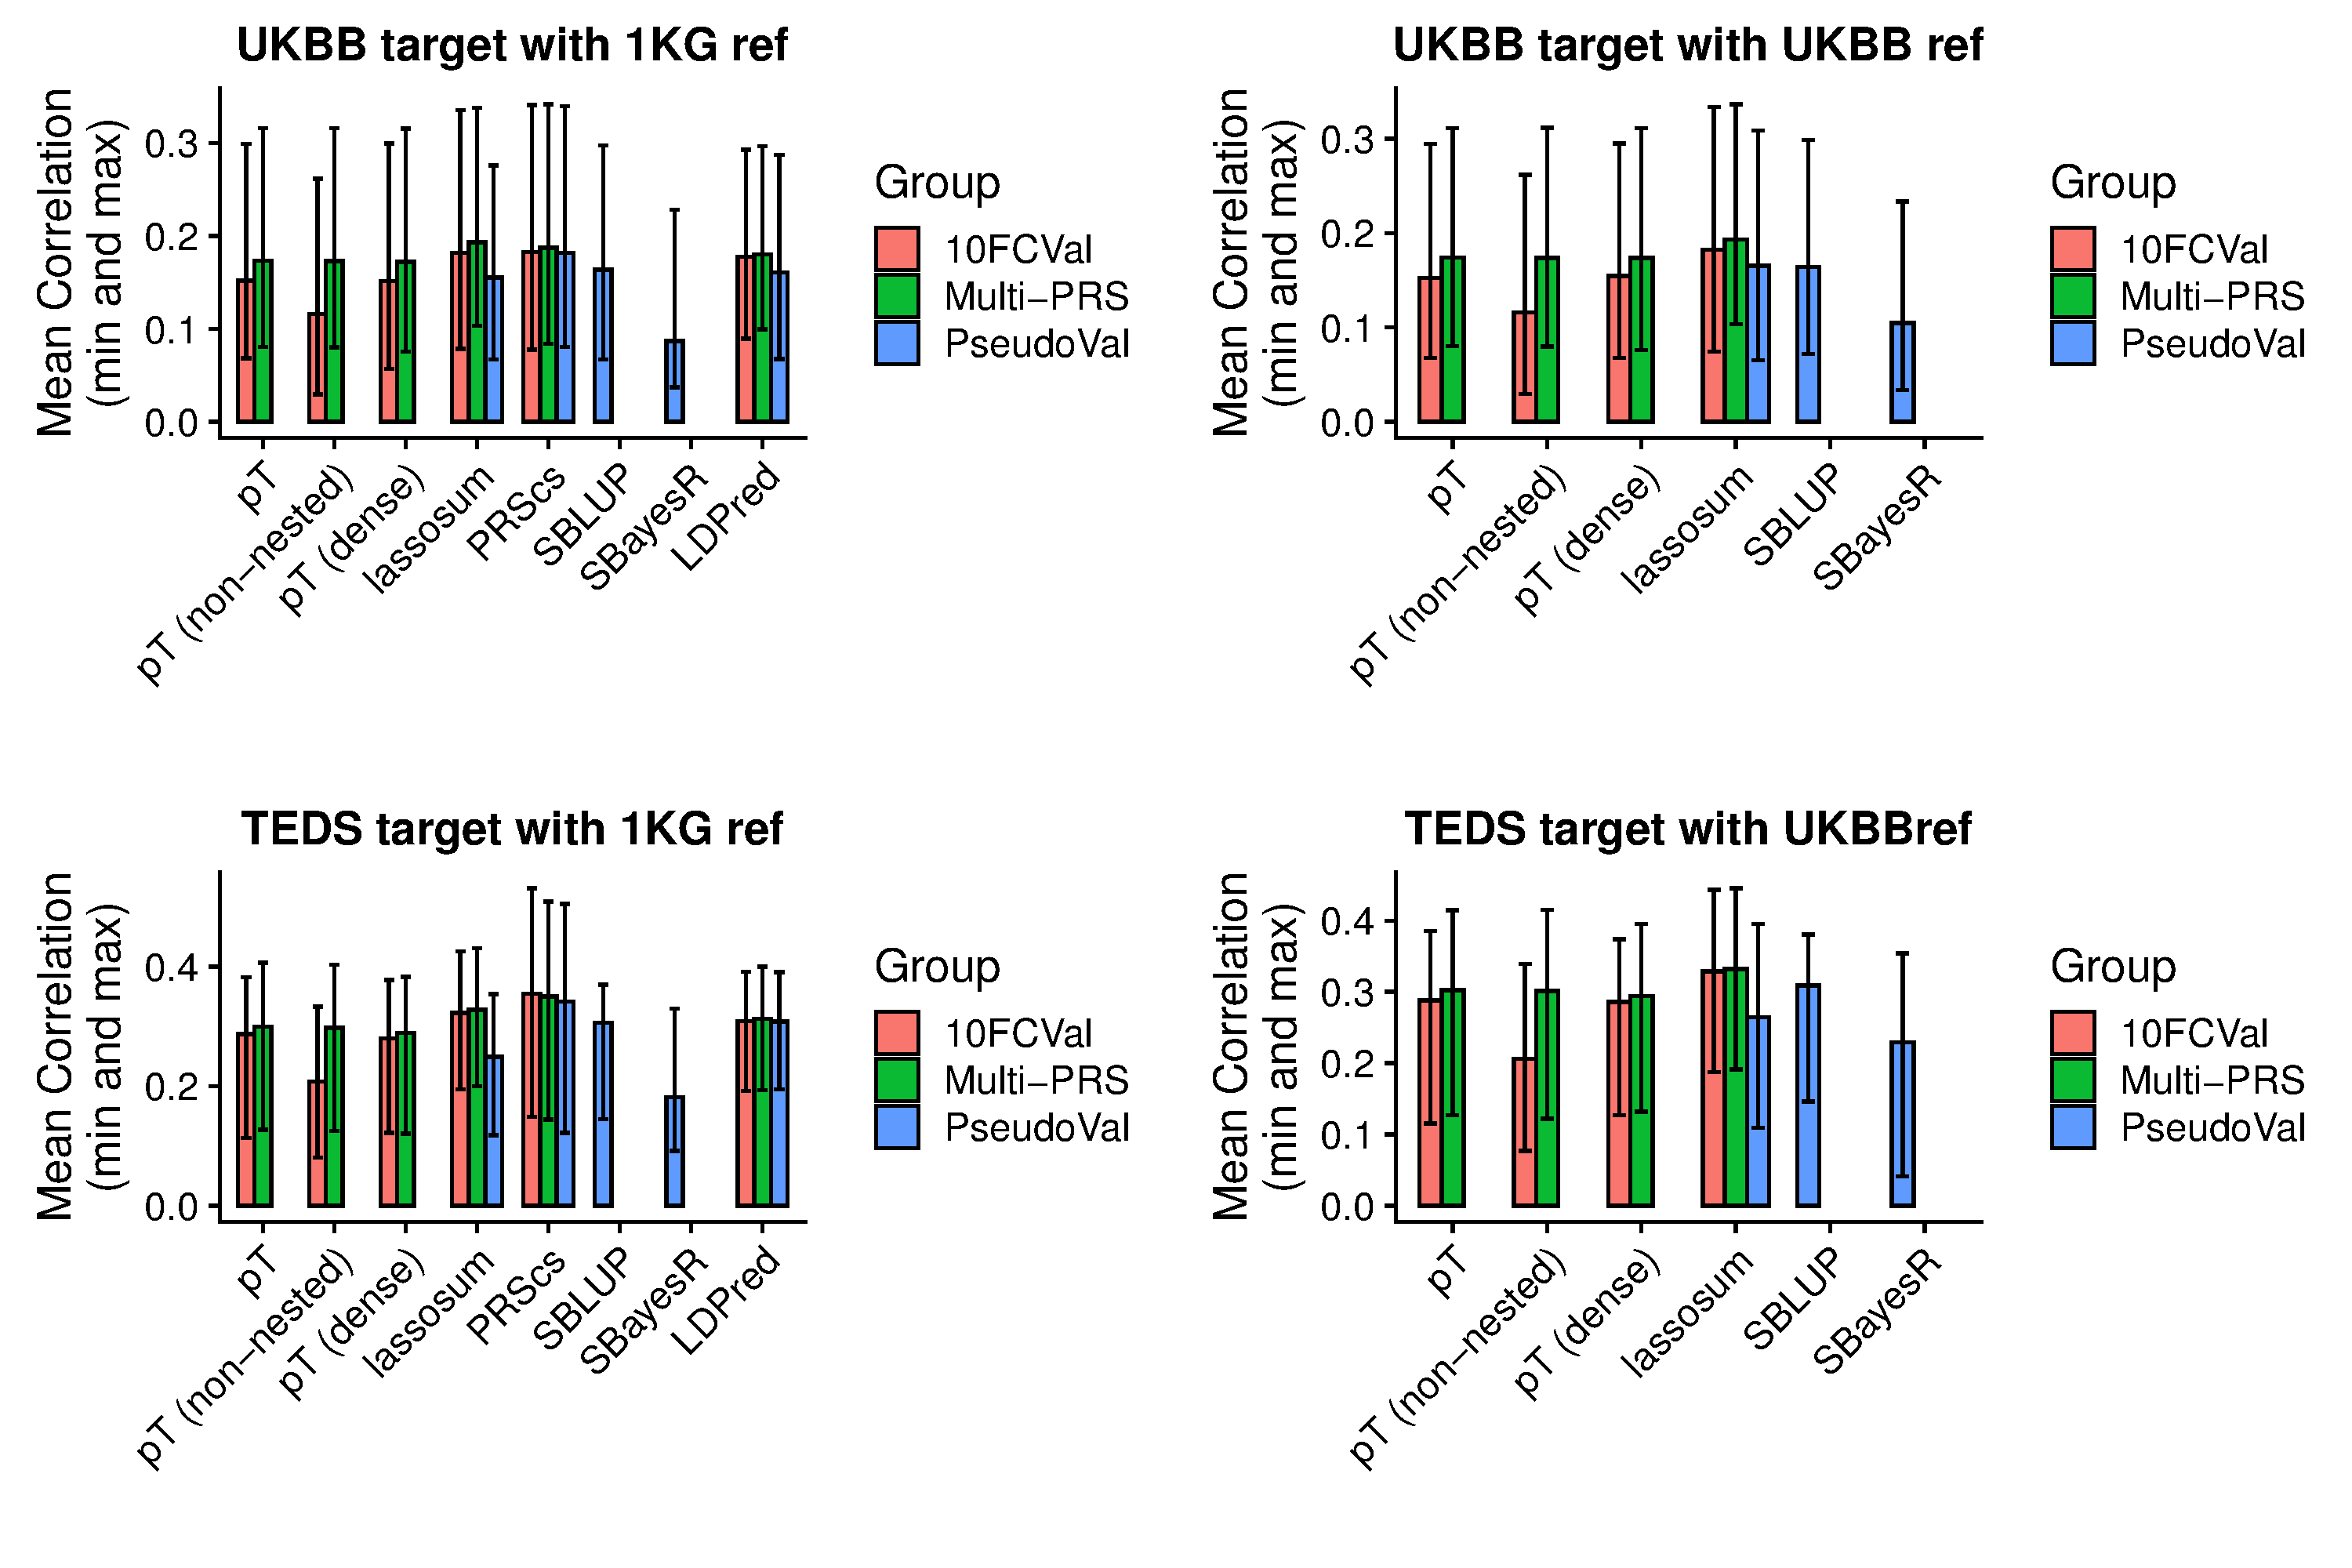 UKBB target with 1KG ref
Mean Correlation
(min and max)
0.3
0.2
0.1
0.0
pT
pT (non−nested)
pT (dense)
lassosum
PRScs
SBLUP
SBayesR
LDPred
Group
10FCVal
Multi−PRS
PseudoVal
UKBB target with UKBB ref
Mean Correlation
(min and max)
0.3
0.2
0.1
0.0
pT
pT (non−nested)
pT (dense)
lassosum
SBLUP
SBayesR
Group
10FCVal
Multi−PRS
PseudoVal
TEDS target with 1KG ref
Mean Correlation
(min and max)
0.4
0.2
0.0
pT
pT (non−nested)
pT (dense)
lassosum
PRScs
SBLUP
SBayesR
LDPred
Group
10FCVal
Multi−PRS
PseudoVal
TEDS target with UKBBref
Mean Correlation
(min and max)
0.4
0.3
0.2
0.1
0.0
pT
pT (non−nested)
pT (dense)
lassosum
SBLUP
SBayesR
Group
10FCVal
Multi−PRS
PseudoVal